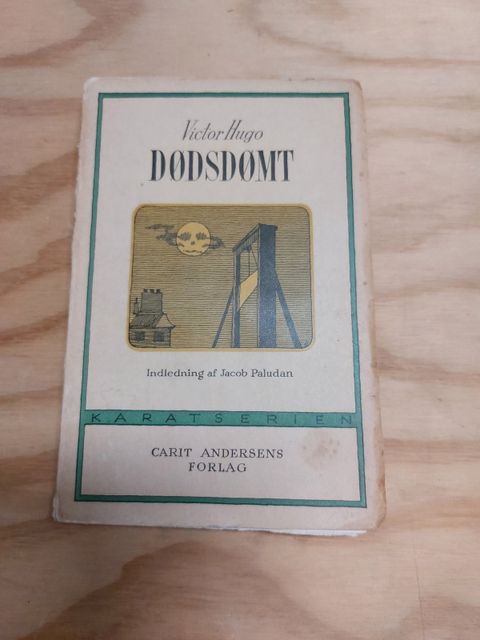 Victor Hugo
DØDSDØMT
Indledning af Jacob Paludan
KARATSERIEN
CARIT ANDERSENS
FORLAG